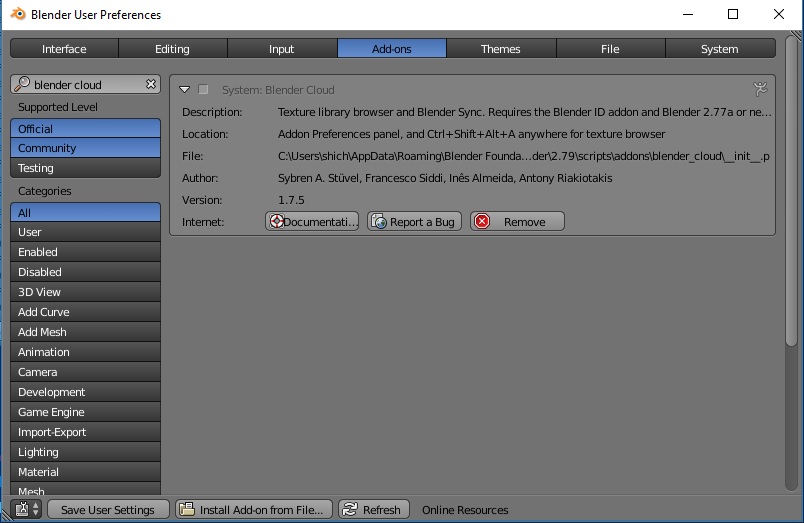 Blender User Preferences
Interface Editing Input Add-ons Themes File System
blender cloud
Supported Level
Official
Community
Testing
Categories
All
User
Enabled
Disabled
3D View
Add Curve
Add Mesh
Animation
Camera
Development
Game Engine
Import-Export
Lighting
Material
Mesh
System: Blender Cloud
Description: Texture library browser and Blender Sync. Requires the Blender ID addon and Blender 2.77a or ne...
Location: Addon Preferences panel, and Ctrl+Shift+Alt+A anywhere for texture browser
File: C:\Users\shich\AppData\Roaming\Blender Founda...der\2.79\scripts\addons\blender_cloud\__init__.p
Author: Sybren A. Stüvel, Francesco Siddi, Inês Almeida, Antony Riakiotakis
Version: 1.7.5
Internet: Documentati... Report a Bug Remove
Save User Settings Install Add-on from File... Refresh Online Resources